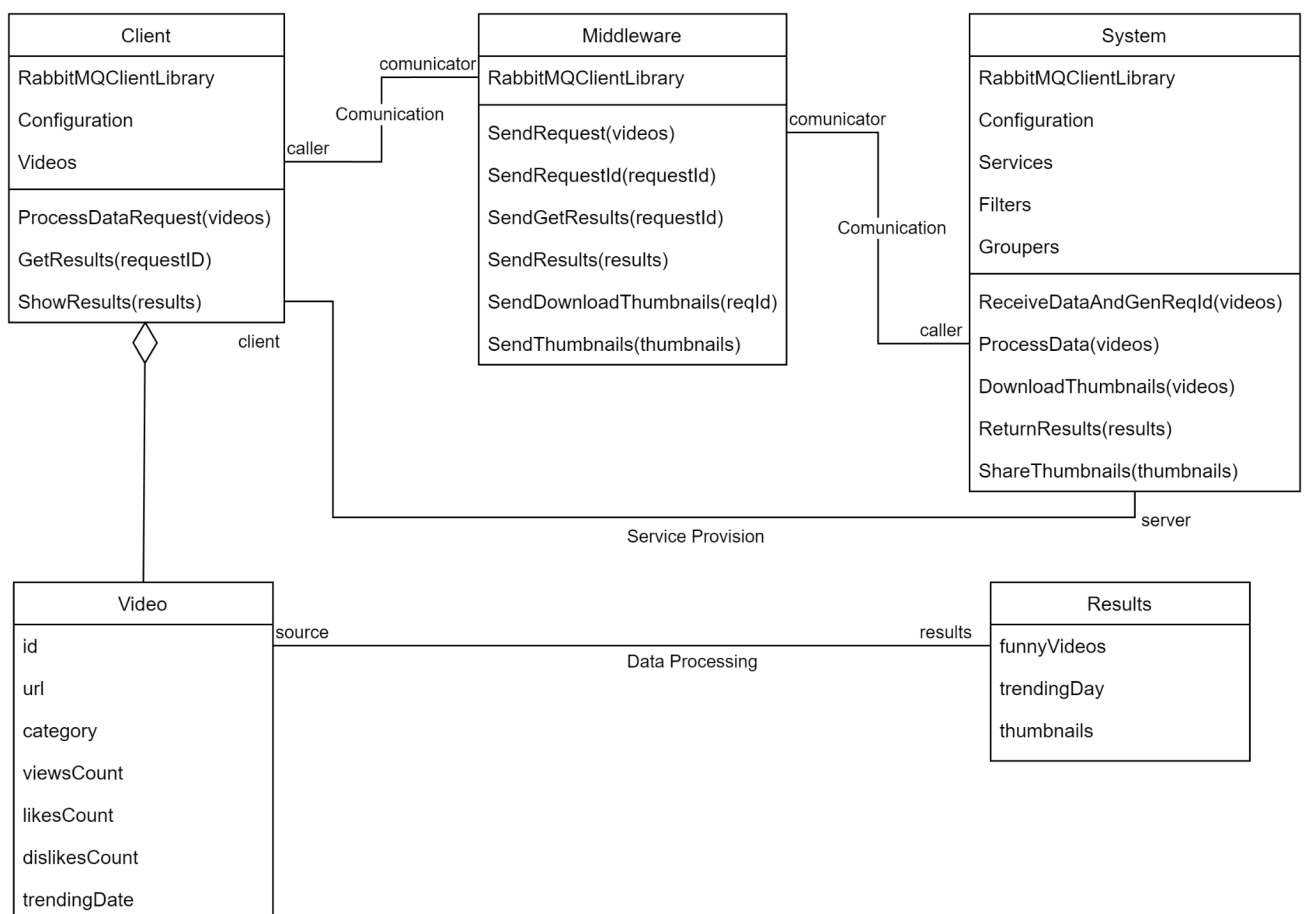 Client
RabbitMQClientLibrary
Configuration
Videos
ProcessDataRequest(videos)
GetResults(requestID)
ShowResults(results)
comunicator
Comunication
caller
client
Middleware
RabbitMQClientLibrary
SendRequest(videos)
SendRequestId(requestId)
SendGetResults(requestId)
SendResults(results)
SendDownloadThumbnails(reqId)
SendThumbnails(thumbnails)
comunicator
Comunication
caller
System
RabbitMQClientLibrary
Configuration
Services
Filters
Groupers
ReceiveDataAndGenReqId(videos)
ProcessData(videos)
DownloadThumbnails(videos)
ReturnResults(results)
ShareThumbnails(thumbnails)
server
Service Provision
Video
id
url
category
viewsCount
likesCount
dislikesCount
trendingDate
source
Data Processing
results
Results
funnyVideos
trendingDay
thumbnails